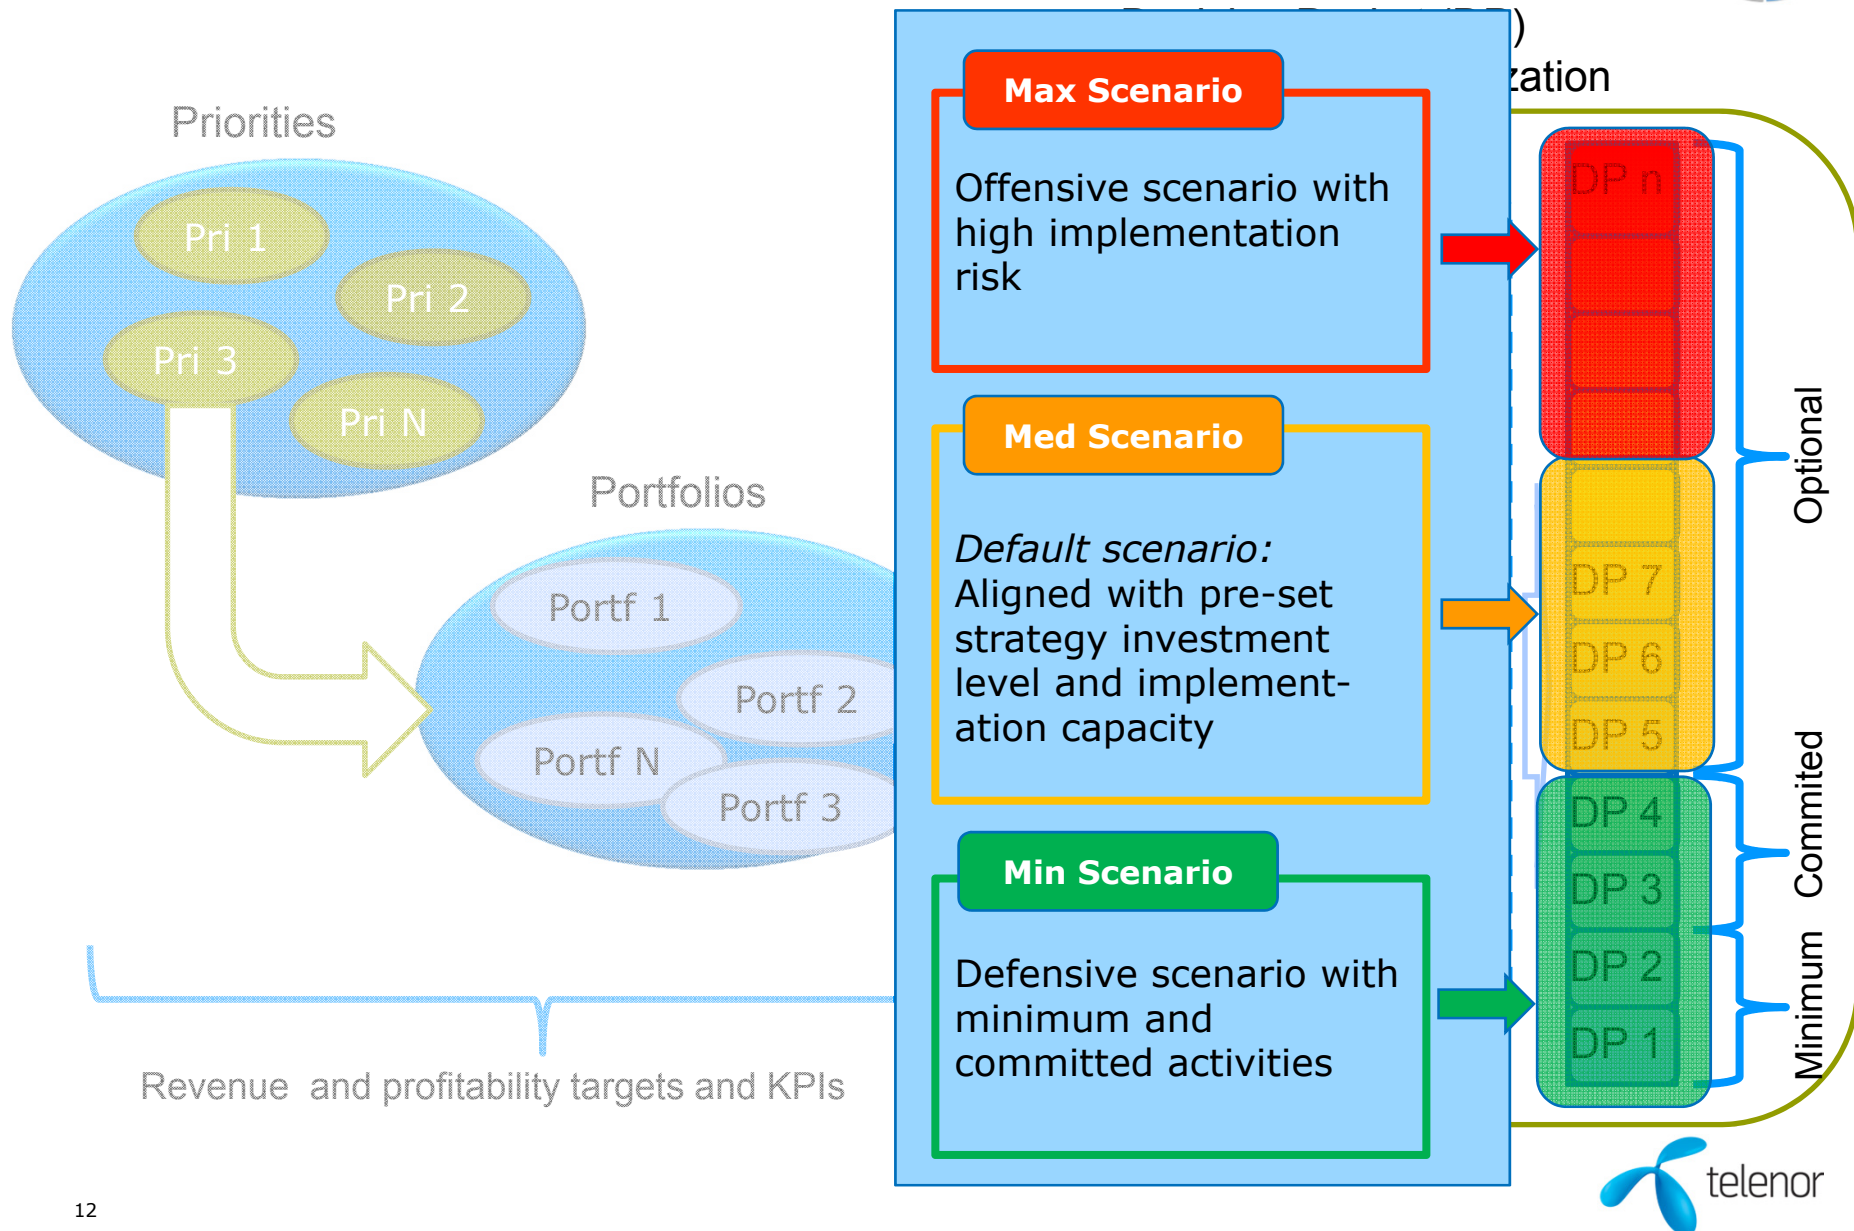 zation
Priorities
Pri 1
Pri 2
Pri 3
Pri N
Portfolios
Portf 1
Portf 2
Portf N
Portf 3
Revenue and profitability targets and KPIs
Max Scenario
Offensive scenario with
high implementation
risk
Med Scenario
Default scenario:
Aligned with pre-set
strategy investment
level and implement-
ation capacity
Min Scenario
Defensive scenario with
minimum and
committed activities
DP n
DP 7
DP 6
DP 5
DP 4
DP 3
DP 2
DP 1
Optional
Commited
Minimum
telenor
12